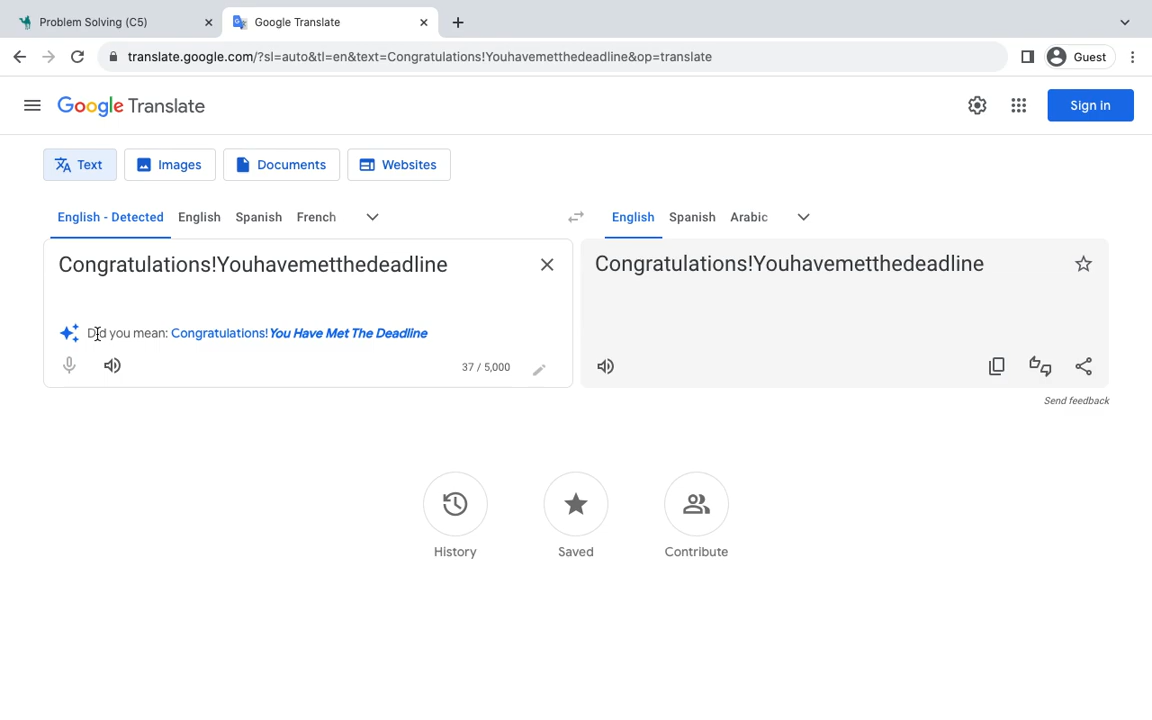 Problem Solving (C5)
Google Translate
translate.google.com/?sl=auto&tl=en&text=Congratulations!Youhavemetthedeadline&op=translate
Guest
Google Translate
Sign in
Text
Images
Documents
Websites
English - Detected
English
Spanish
French
English
Spanish
Arabic
Congratulations!Youhavemetthedeadline
Congratulations!Youhavemetthedeadline
Did you mean: Congratulations!You Have Met The Deadline
37 / 5,000
Send feedback
History
Saved
Contribute